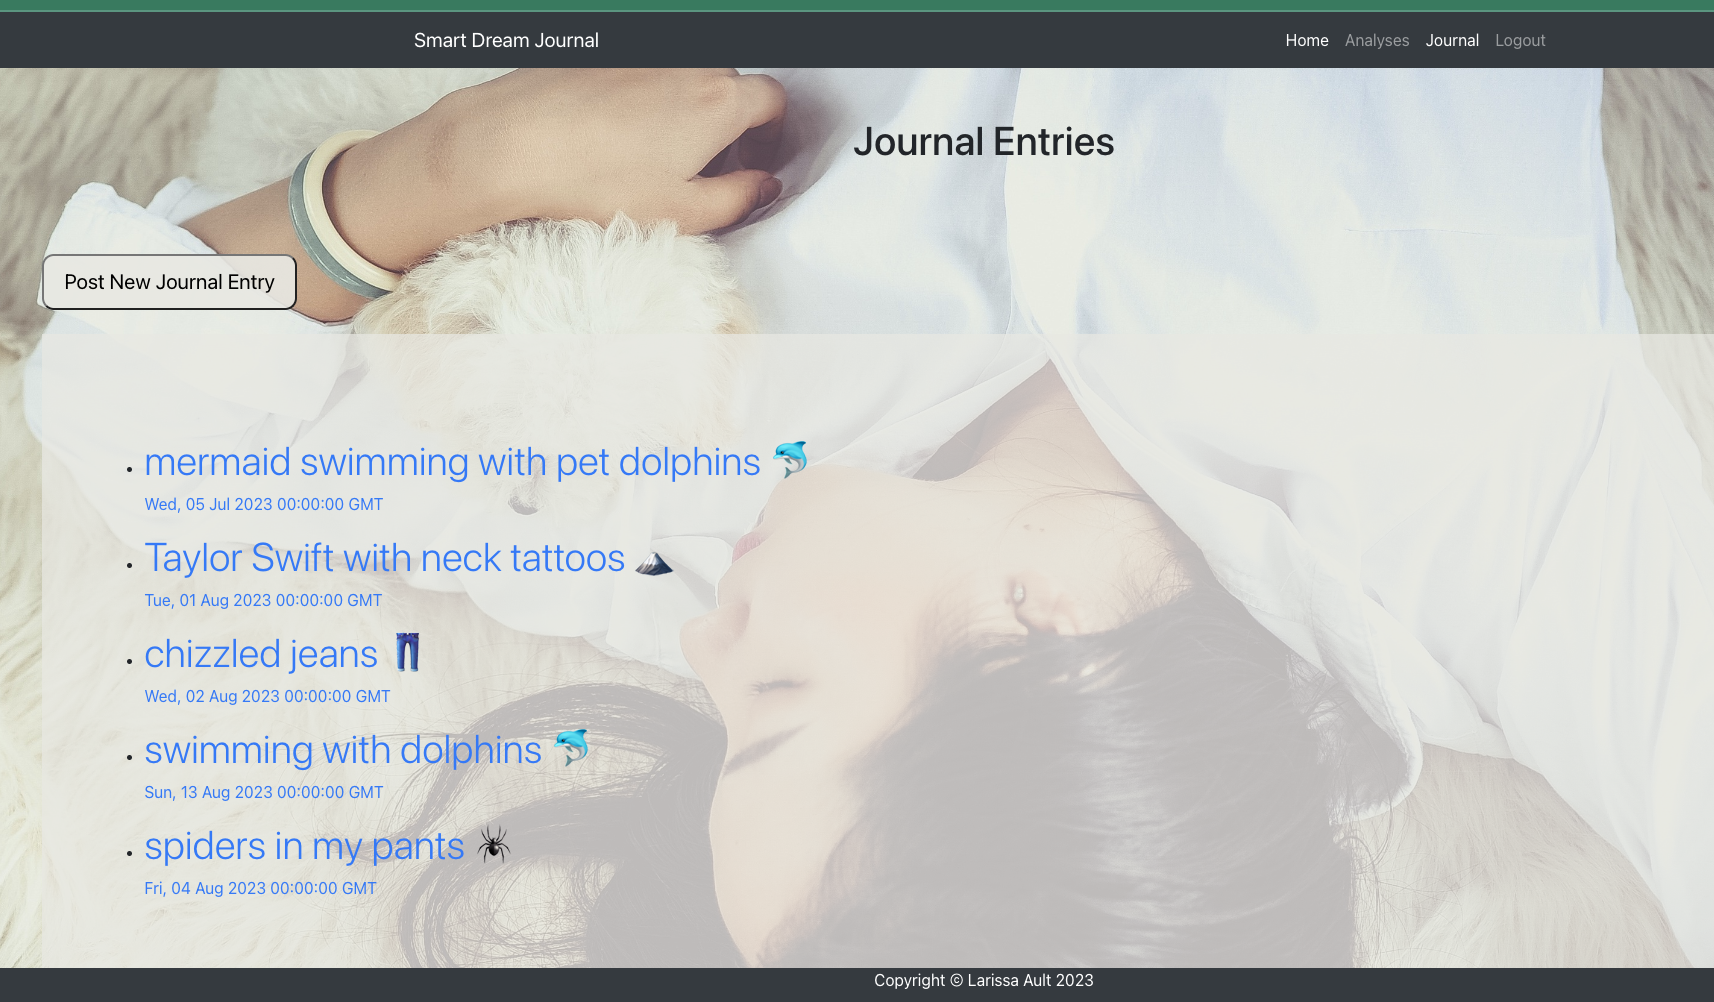 Smart Dream Journal
Home Analyses Journal Logout
Journal Entries
Post New Journal Entry
mermaid swimming with pet dolphins 🐬
Wed, 05 Jul 2023 00:00:00 GMT
Taylor Swift with neck tattoos 🏔
Tue, 01 Aug 2023 00:00:00 GMT
chizzled jeans 👖
Wed, 02 Aug 2023 00:00:00 GMT
swimming with dolphins 🐬
Sun, 13 Aug 2023 00:00:00 GMT
spiders in my pants 🕷
Fri, 04 Aug 2023 00:00:00 GMT
Copyright © Larissa Ault 2023